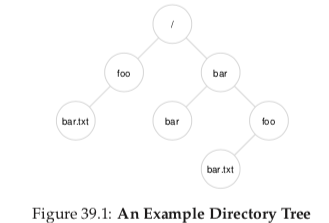 /
foo
bar
bar.txt
bar
foo
bar.txt
Figure 39.1: An Example Directory Tree